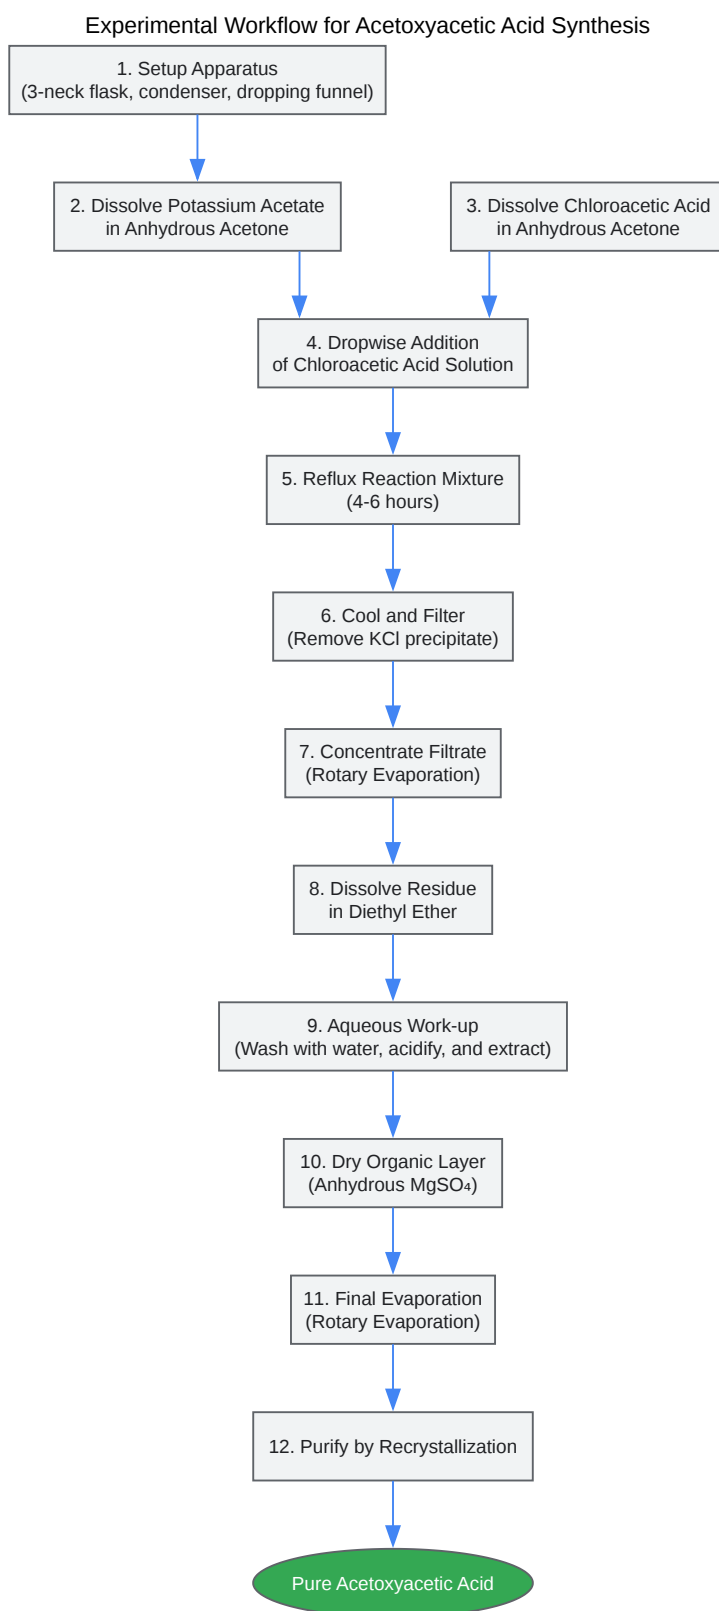 Experimental Workflow for Acetoxyacetic Acid Synthesis
1. Setup Apparatus
(3-neck flask, condenser, dropping funnel)
2. Dissolve Potassium Acetate
in Anhydrous Acetone
3. Dissolve Chloroacetic Acid
in Anhydrous Acetone
4. Dropwise Addition
of Chloroacetic Acid Solution
5. Reflux Reaction Mixture
(4-6 hours)
6. Cool and Filter
(Remove KCl precipitate)
7. Concentrate Filtrate
(Rotary Evaporation)
8. Dissolve Residue
in Diethyl Ether
9. Aqueous Work-up
(Wash with water, acidify, and extract)
10. Dry Organic Layer
(Anhydrous MgSO₄)
11. Final Evaporation
(Rotary Evaporation)
12. Purify by Recrystallization
Pure Acetoxyacetic Acid